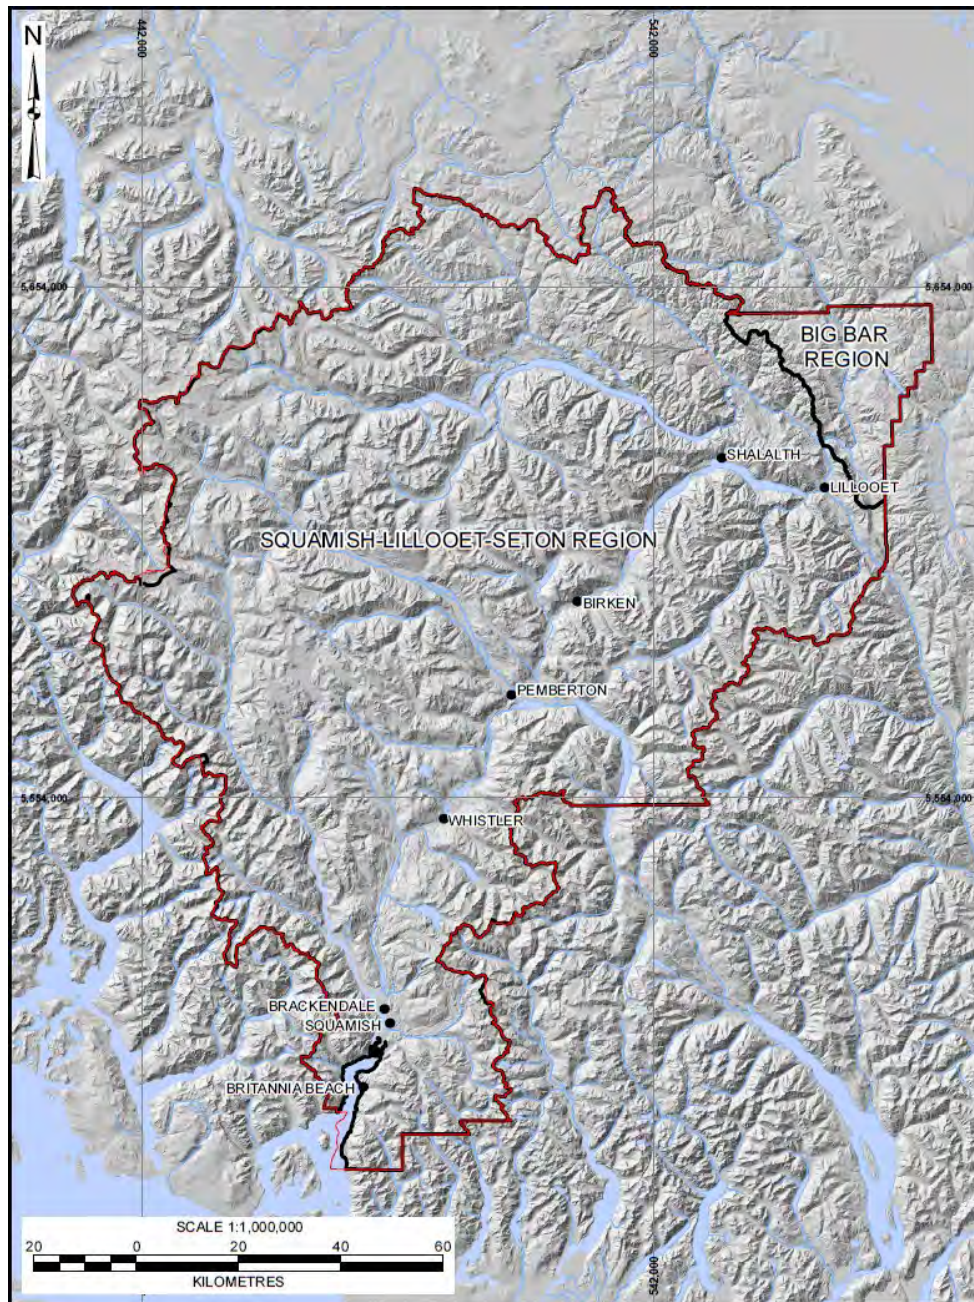 N
442,000
542,000
5,654,000
5,654,000
BIG BAR
REGION
SHALALTH
LILLOOET
SQUAMISH-LILLOOET-SETON REGION
BIRKEN
PEMBERTON
5,554,000
5,554,000
WHISTLER
BRACKENDALE
SQUAMISH
BRITANNIA BEACH
SCALE 1:1,000,000
20 0 20 40 60
KILOMETRES
442,000
542,000